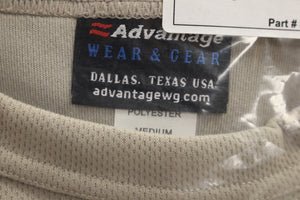 Part #
Advantage
WEAR & GEAR
DALLAS, TEXAS USA
advantagewg.com
POLYESTER
MEDIUM